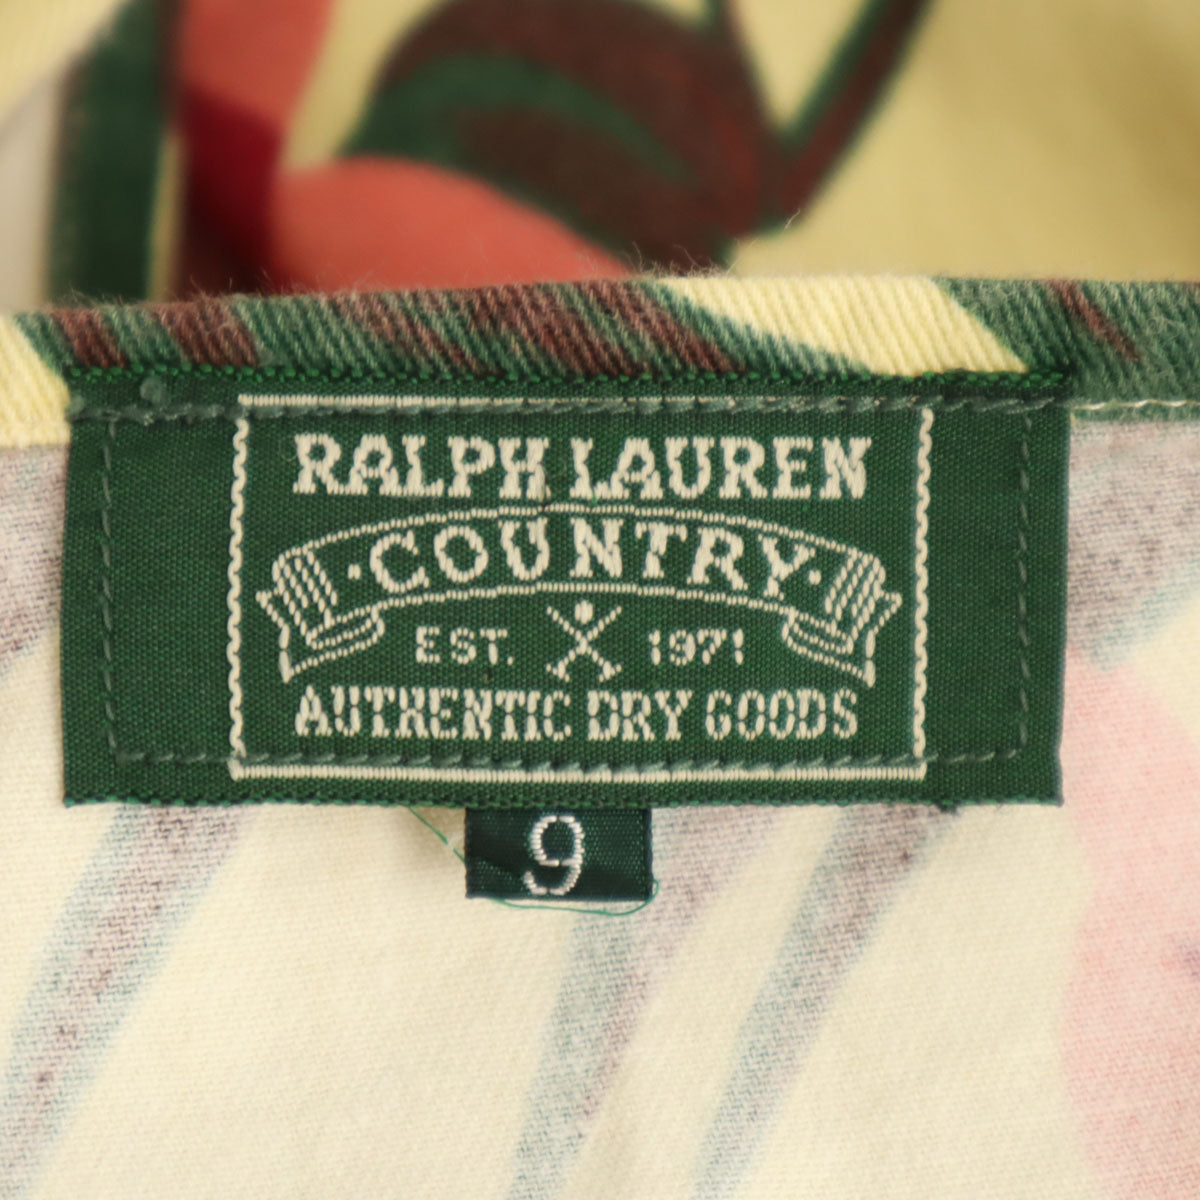 RALPH LAUREN
·COUNTRY·
EST. 1971
AUTHENTIC DRY GOODS
9